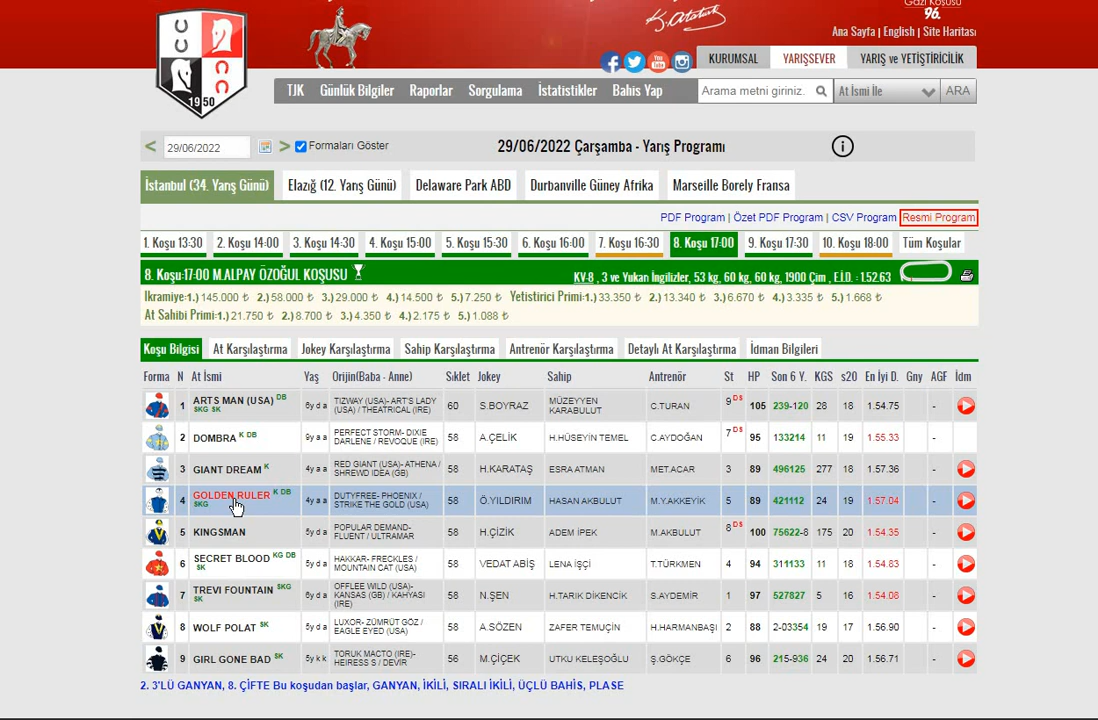 Gazi Koşusu
96.
K. Atatürk
Ana Sayfa | English | Site Haritası
1950
KURUMSAL YARIŞSEVER YARIŞ ve YETİŞTİRİCİLİK
TJK Günlük Bilgiler Raporlar Sorgulama İstatistikler Bahis Yap Arama metni giriniz. At İsmi İle ARA
< 29/06/2022 > Formaları Göster 29/06/2022 Çarşamba - Yarış Programı
İstanbul (34. Yarış Günü) Elazığ (12. Yarış Günü) Delaware Park ABD Durbanville Güney Afrika Marseille Borely Fransa
PDF Program | Özet PDF Program | CSV Program Resmi Program
1. Koşu 13:30 2. Koşu 14:00 3. Koşu 14:30 4. Koşu 15:00 5. Koşu 15:30 6. Koşu 16:00 7. Koşu 16:30 8. Koşu 17:00 9. Koşu 17:30 10. Koşu 18:00 Tüm Koşular
8. Koşu:17:00 M.ALPAY ÖZOĞUL KOŞUSU KV-8 , 3 ve Yukarı İngilizler, 53 kg, 60 kg, 60 kg, 1900 Çim , E.İ.D. : 1.52.63
İkramiye:1.) 145.000 ₺ 2.) 58.000 ₺ 3.) 29.000 ₺ 4.) 14.500 ₺ 5.) 7.250 ₺ Yetiştirici Primi:1.) 33.350 ₺ 2.) 13.340 ₺ 3.) 6.670 ₺ 4.) 3.335 ₺ 5.) 1.668 ₺
At Sahibi Primi:1.) 21.750 ₺ 2.) 8.700 ₺ 3.) 4.350 ₺ 4.) 2.175 ₺ 5.) 1.088 ₺
Koşu Bilgisi At Karşılaştırma Jokey Karşılaştırma Sahip Karşılaştırma Antrenör Karşılaştırma Detaylı At Karşılaştırma İdman Bilgileri
Forma N At İsmi Yaş Orijin(Baba - Anne) Sıklet Jokey Sahip Antrenör St HP Son 6 Y. KGS s20 En İyi D. Gny AGF İdm
1 ARTS MAN (USA) DB SKG SK 6y d a TIZWAY (USA)- ART'S LADY (USA) / THEATRICAL (IRE) 60 S.BOYRAZ MÜZEYYEN KARABULUT C.TURAN 9 DS 105 239-120 28 18 1.54.75 -
2 DOMBRA K DB 9y a a PERFECT STORM- DIXIE DARLENE / REVOQUE (IRE) 58 A.ÇELİK H.HÜSEYİN TEMEL C.AYDOĞAN 7 DS 95 133214 11 19 1.55.33 -
3 GIANT DREAM K 4y a a RED GIANT (USA)- ATHENA / SHREWD IDEA (GB) 58 H.KARATAŞ ESRA ATMAN MET.ACAR 3 89 496125 277 18 1.57.36 -
4 GOLDEN RULER K DB SKG 4y a a DUTYFREE- PHOENIX / STRIKE THE GOLD (USA) 58 Ö.YILDIRIM HASAN AKBULUT M.Y.AKKEYİK 5 89 421112 24 19 1.57.04 -
5 KINGSMAN 5y d a POPULAR DEMAND- FLUENT / ULTRAMAR 58 H.ÇİZİK ADEM İPEK M.AKBULUT 8 DS 100 75622-8 175 20 1.54.35 -
6 SECRET BLOOD KG DB SK 5y d a HAKKAR- FRECKLES / MOUNTAIN CAT (USA) 58 VEDAT ABİŞ LENA İŞÇİ T.TÜRKMEN 4 94 311133 11 18 1.54.83 -
7 TREVI FOUNTAIN SKG SK 6y d a OFFLEE WILD (USA)- KANSAS (GB) / KAHYASI (IRE) 58 N.ŞEN H.TARIK DİKENCİK S.AYDEMİR 1 97 527827 5 16 1.54.08 -
8 WOLF POLAT SK 5y d a LUXOR- ZÜMRÜT GÖZ / EAGLE EYED (USA) 58 A.SÖZEN ZAFER TEMUÇİN H.HARMANBAŞI 2 88 2-03354 19 17 1.56.90 -
9 GIRL GONE BAD SK 5y k k TORUK MACTO (IRE)- HEIRESS S / DEVIR 56 M.ÇİÇEK UTKU KELEŞOĞLU Ş.GÖKÇE 6 96 215-936 24 20 1.56.71 -
2. 3'LÜ GANYAN, 8. ÇİFTE Bu koşudan başlar, GANYAN, İKİLİ, SIRALI İKİLİ, ÜÇLÜ BAHİS, PLASE